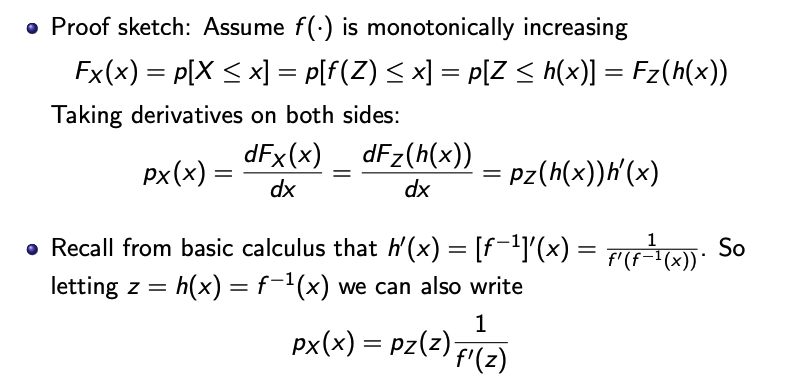 • Proof sketch: Assume f(·) is monotonically increasing
F_X(x) = p[X ≤ x] = p[f(Z) ≤ x] = p[Z ≤ h(x)] = F_Z(h(x))
Taking derivatives on both sides:
p_X(x) = dF_X(x)/dx = dF_Z(h(x))/dx = p_Z(h(x))h′(x)
• Recall from basic calculus that h′(x) = [f⁻¹]′(x) = 1/f′(f⁻¹(x)). So
letting z = h(x) = f⁻¹(x) we can also write
p_X(x) = p_Z(z) 1/f′(z)